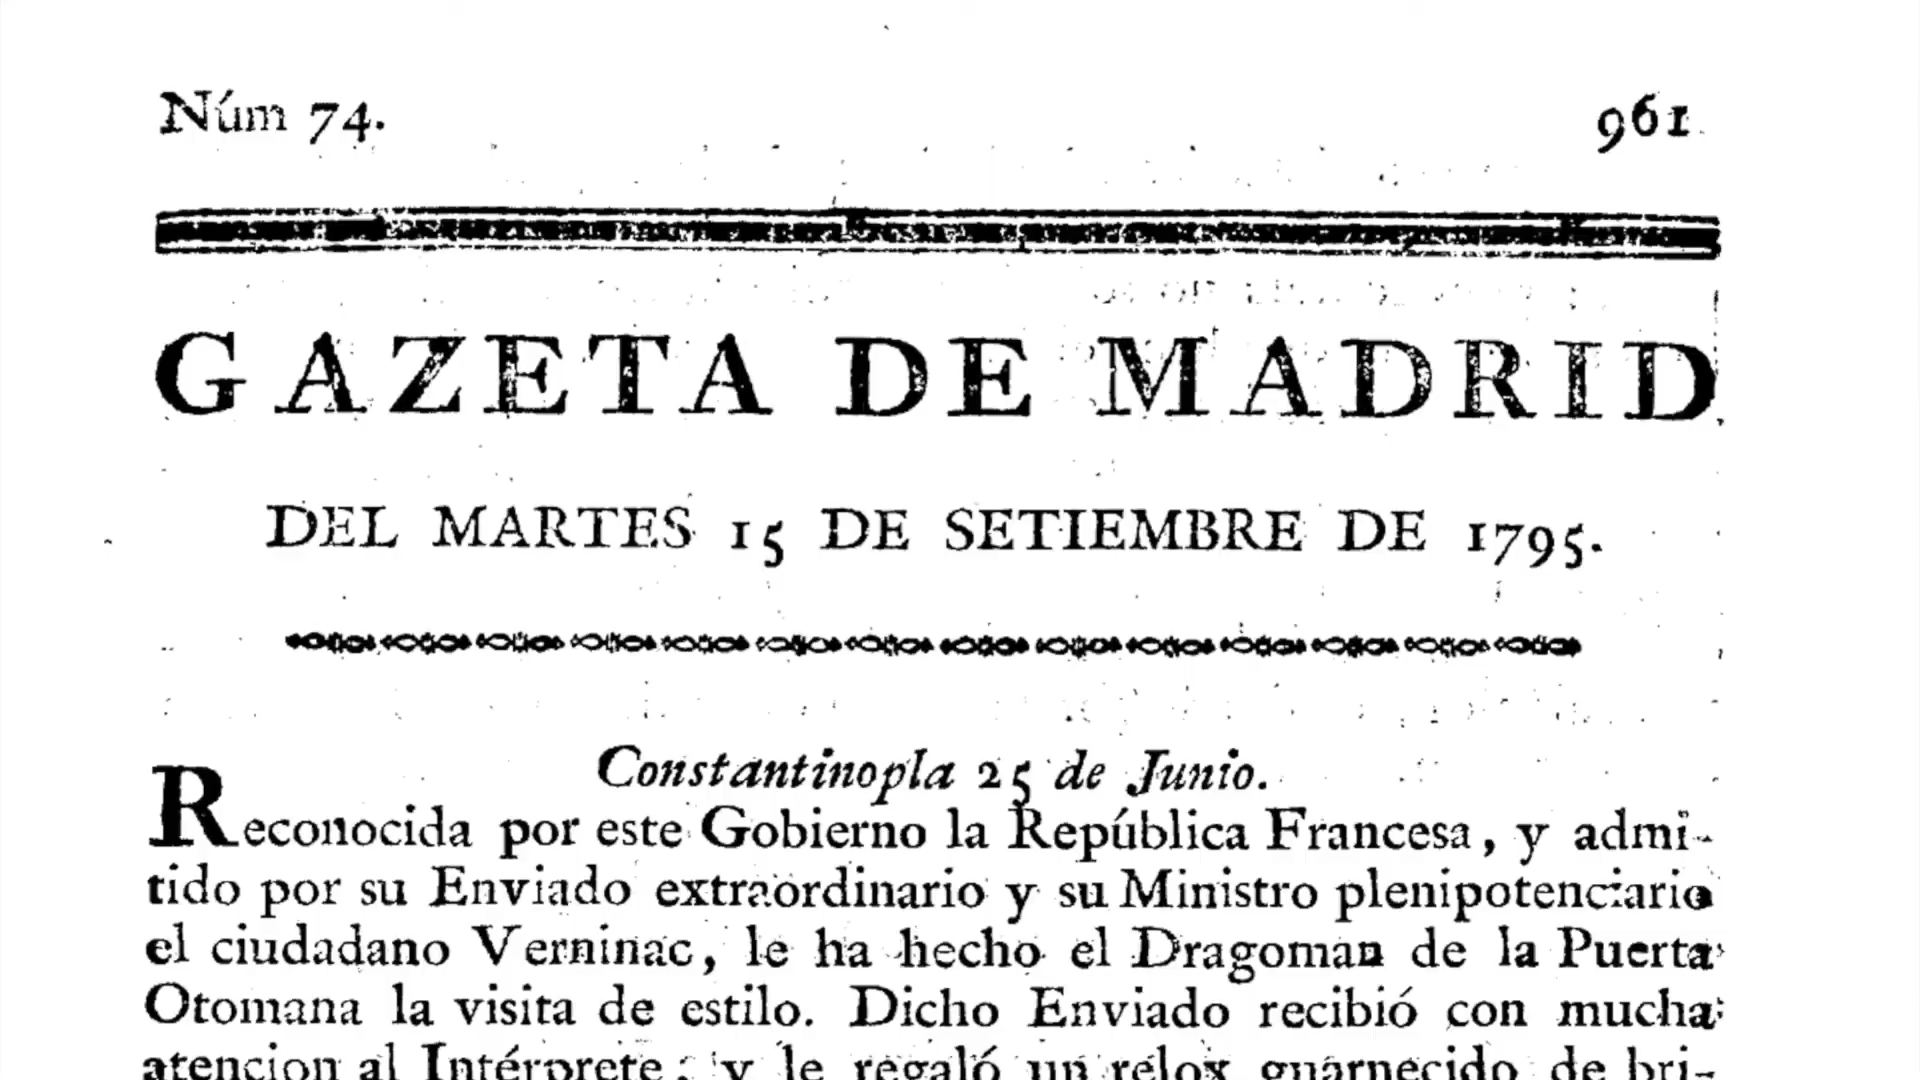 Núm 74.
961
GAZETA DE MADRID
DEL MARTES 15 DE SETIEMBRE DE 1795.
Constantinopla 25 de Junio.
Reconocida por este Gobierno la República Francesa, y admi-
tido por su Enviado extraordinario y su Ministro plenipotenciario
el ciudadano Verninac, le ha hecho el Dragoman de la Puerta
Otomana la visita de estilo. Dicho Enviado recibió con mucha
atencion al Intérprete; y le regaló un relox guarnecido de bri-